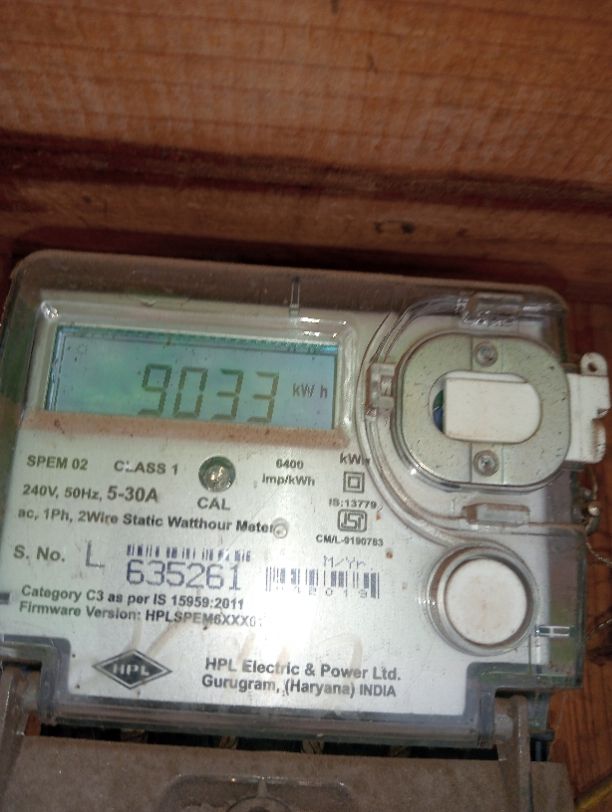 9033 kWh
SPEM 02 CLASS 1 6400 imp/kWh kWh
240V, 50Hz, 5-30A
CAL
IS:13779
ac, 1Ph, 2Wire Static Watthour Meter
CM/L-0190783
S. No. L 635261
M/Yr
Category C3 as per IS 15959:2011
Firmware Version:
HPL
HPL Electric & Power Ltd.
Gurugram, (Haryana) INDIA